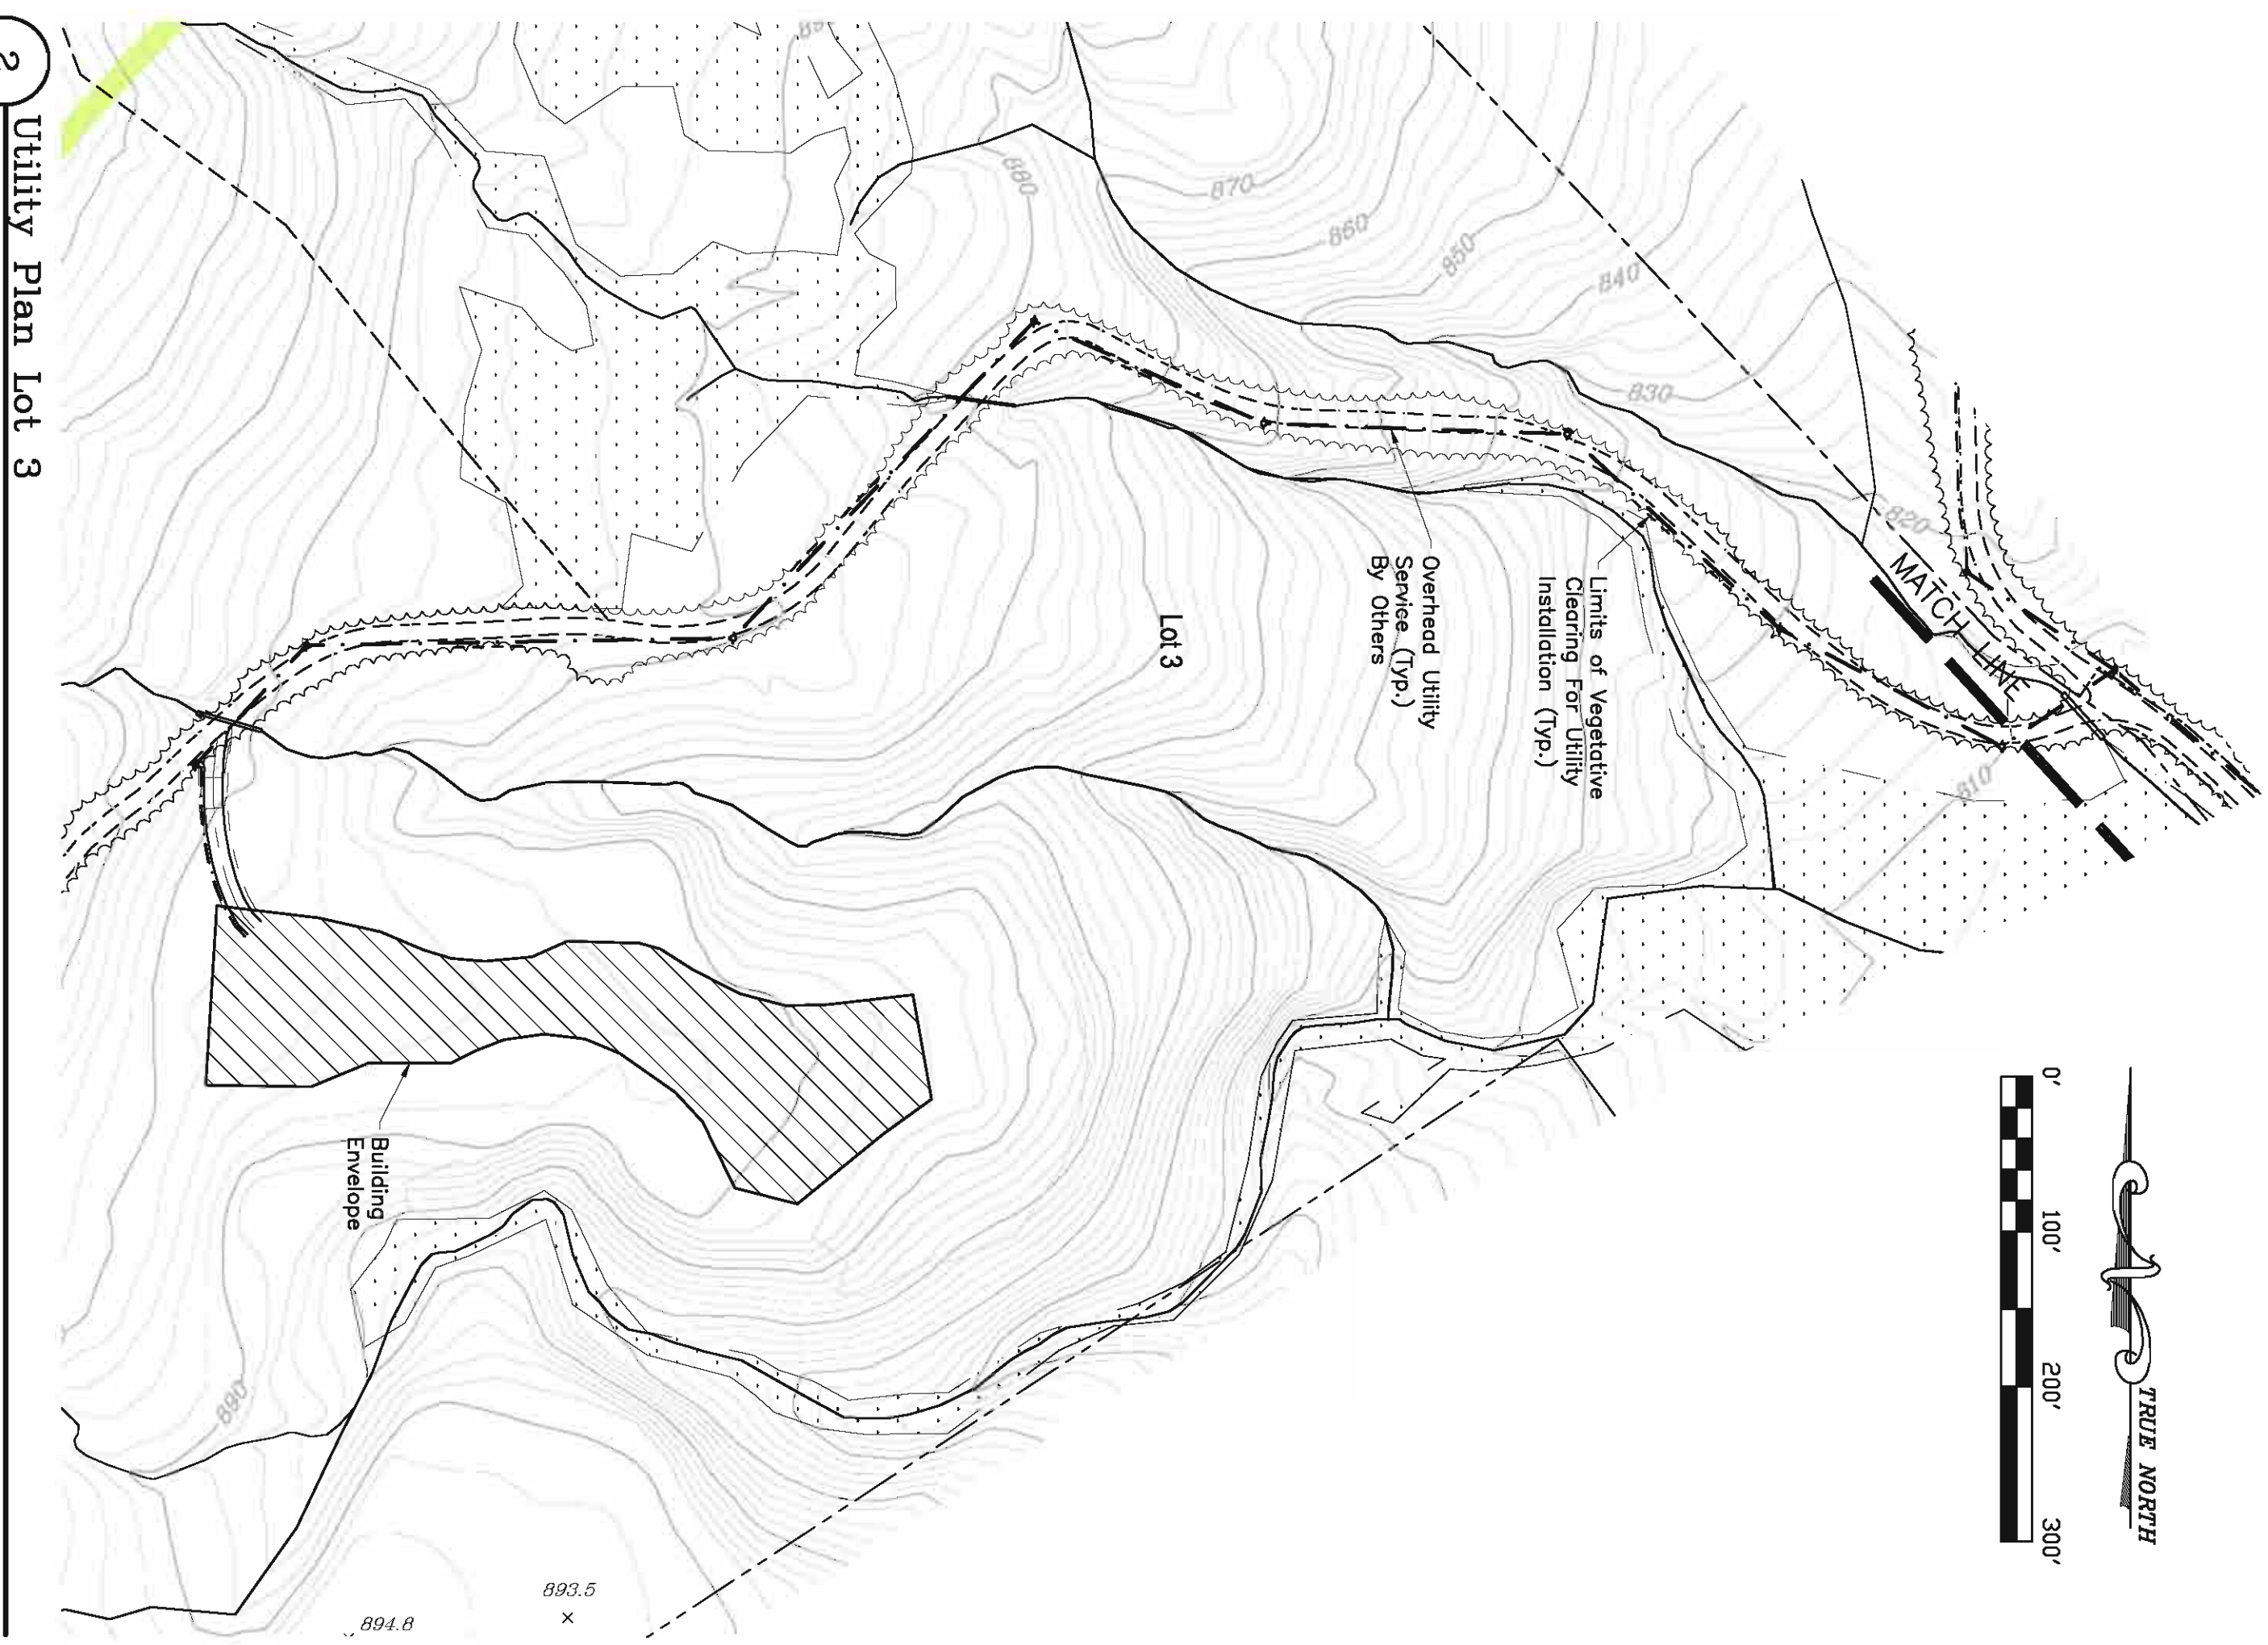 2
Utility Plan Lot 3
880
870
860
850
840
830
820
810
MATCH LINE
Overhead Utility
Service (Typ.)
By Others
Limits of Vegetative
Clearing For Utility
Installation (Typ.)
Lot 3
Building
Envelope
0'
100'
200'
300'
TRUE NORTH
890
893.5
894.8